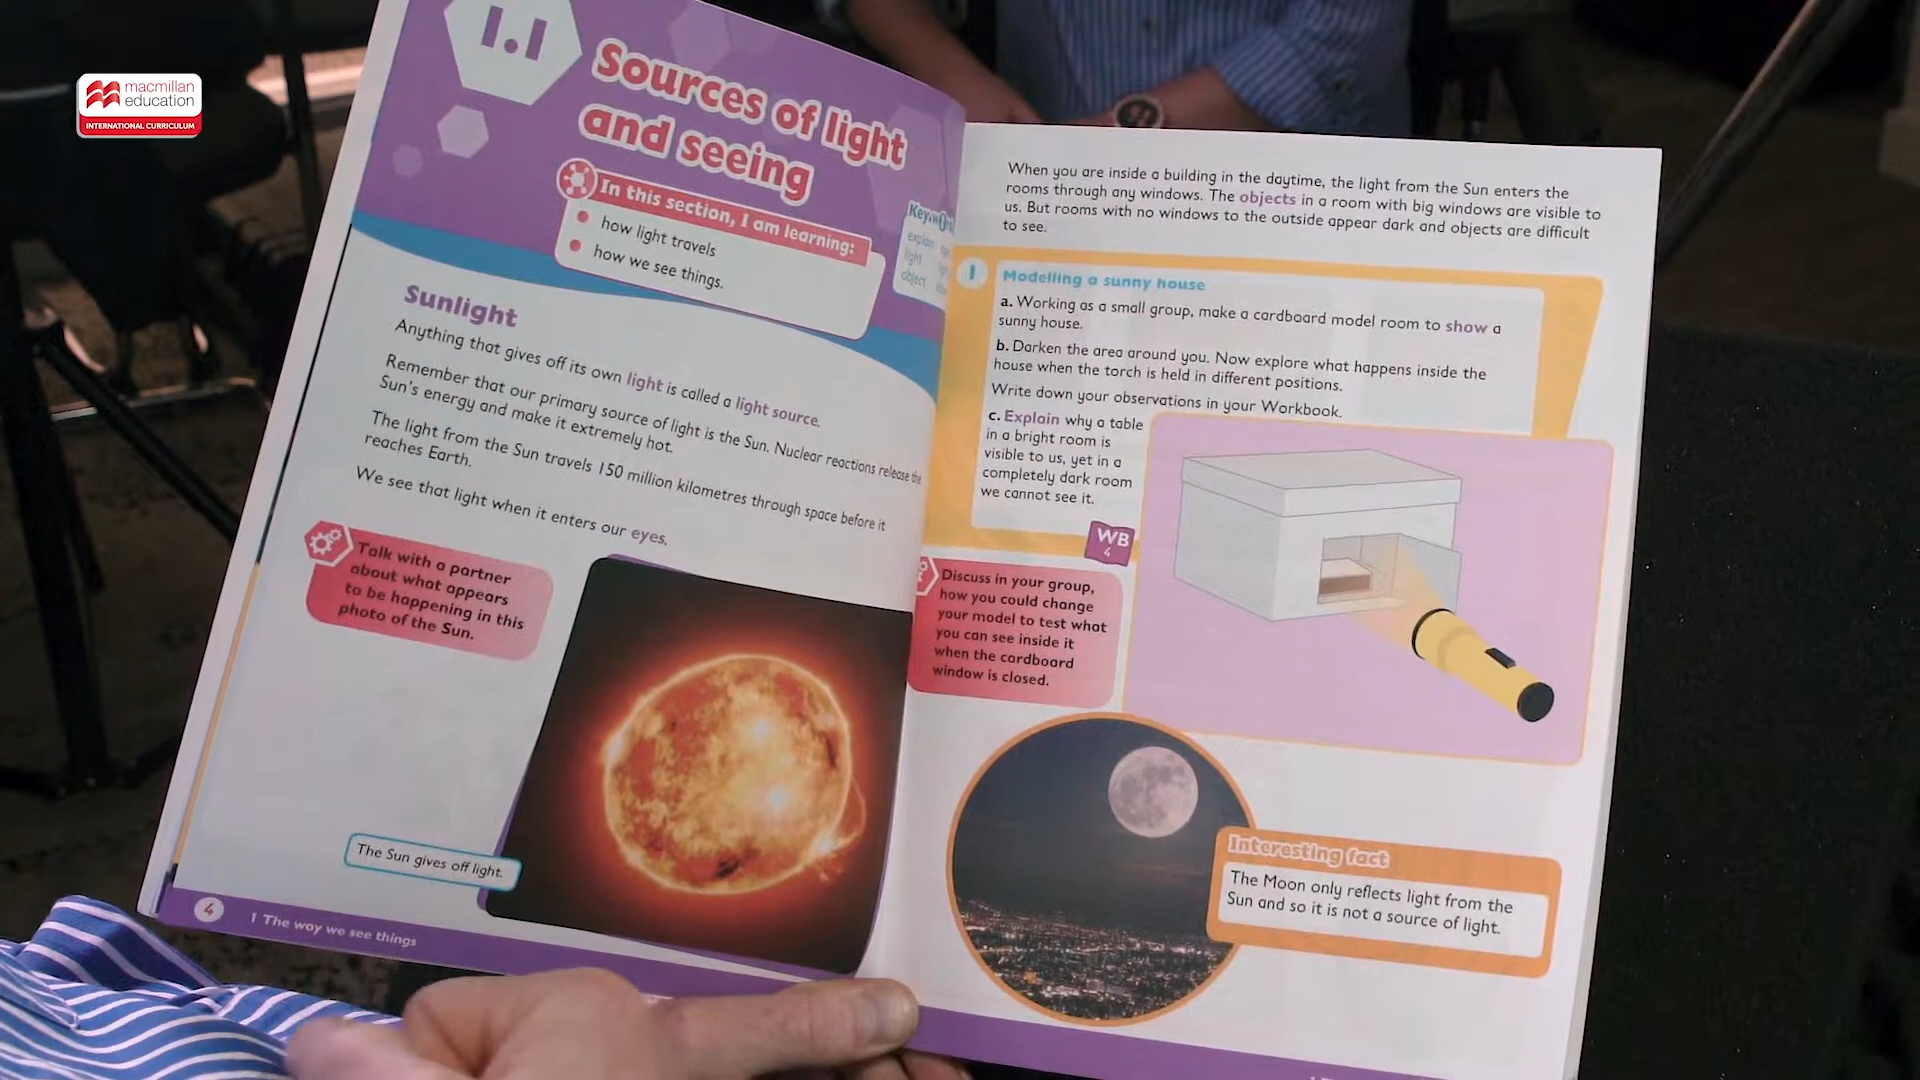 macmillan
education
INTERNATIONAL CURRICULUM
1.1
Sources of light
and seeing
In this section, I am learning:
how light travels
how we see things.
explain
light
object
Sunlight
Anything that gives off its own light is called a light source.
Remember that our primary source of light is the Sun. Nuclear reactions release the
Sun's energy and make it extremely hot.
The light from the Sun travels 150 million kilometres through space before it
reaches Earth.
We see that light when it enters our eyes.
Talk with a partner
about what appears
to be happening in this
photo of the Sun.
The Sun gives off light.
4
1 The way we see things
When you are inside a building in the daytime, the light from the Sun enters the
rooms through any windows. The objects in a room with big windows are visible to
us. But rooms with no windows to the outside appear dark and objects are difficult
to see.
1
Modelling a sunny house
a. Working as a small group, make a cardboard model room to show a
sunny house.
b. Darken the area around you. Now explore what happens inside the
house when the torch is held in different positions.
Write down your observations in your Workbook.
c. Explain why a table
in a bright room is
visible to us, yet in a
completely dark room
we cannot see it.
WB
4
Discuss in your group,
how you could change
your model to test what
you can see inside it
when the cardboard
window is closed.
Interesting fact
The Moon only reflects light from the
Sun and so it is not a source of light.